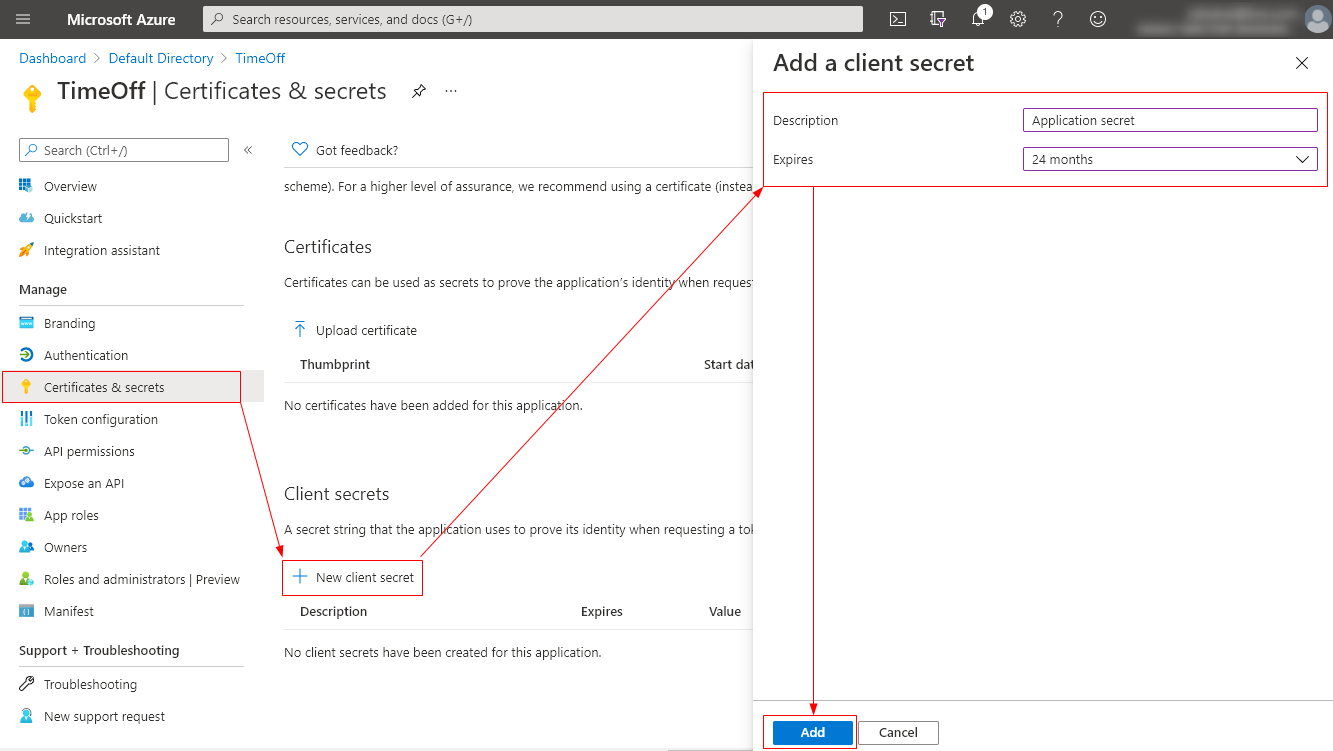 Microsoft Azure
Search resources, services, and docs (G+/)
1
Dashboard > Default Directory > TimeOff
TimeOff | Certificates & secrets
...
Search (Ctrl+/)
«
Overview
Quickstart
Integration assistant
Manage
Branding
Authentication
Certificates & secrets
Token configuration
API permissions
Expose an API
App roles
Owners
Roles and administrators | Preview
Manifest
Support + Troubleshooting
Troubleshooting
New support request
Got feedback?
scheme). For a higher level of assurance, we recommend using a certificate (instea
Certificates
Certificates can be used as secrets to prove the application's identity when reques
Upload certificate
Thumbprint Start dat
No certificates have been added for this application.
Client secrets
A secret string that the application uses to prove its identity when requesting a tok
New client secret
Description Expires Value
No client secrets have been created for this application.
Add a client secret
Description Application secret
Expires 24 months
Add Cancel